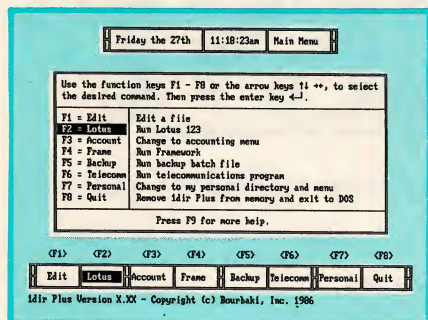 Friday the 27th 11:18:23am Main Menu
Use the function keys F1 - F8 or the arrow keys ↑↓ ↔, to select
the desired command. Then press the enter key ↵.
F1 = Edit Edit a file
F2 = Lotus Run Lotus 123
F3 = Account Change to accounting menu
F4 = Frame Run Framework
F5 = Backup Run backup batch file
F6 = Telecomm Run telecommunications program
F7 = Personal Change to my personal directory and menu
F8 = Quit Remove 1dir Plus from memory and exit to DOS
Press F9 for more help.
<F1> <F2> <F3> <F4> <F5> <F6> <F7> <F8>
Edit Lotus Account Frame Backup Telecomm Personal Quit
1dir Plus Version X.XX - Copyright (c) Bourbaki, Inc. 1986